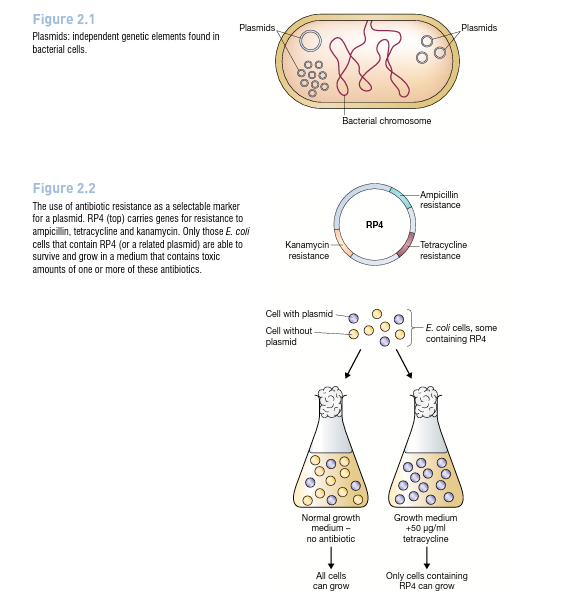 Figure 2.1
Plasmids: independent genetic elements found in
bacterial cells.
Plasmids
Plasmids
Bacterial chromosome
Figure 2.2
The use of antibiotic resistance as a selectable marker
for a plasmid. RP4 (top) carries genes for resistance to
ampicillin, tetracycline and kanamycin. Only those E. coli
cells that contain RP4 (or a related plasmid) are able to
survive and grow in a medium that contains toxic
amounts of one or more of these antibiotics.
Ampicillin
resistance
RP4
Kanamycin
resistance
Tetracycline
resistance
Cell with plasmid
Cell without
plasmid
E. coli cells, some
containing RP4
Normal growth
medium –
no antibiotic
Growth medium
+50 µg/ml
tetracycline
All cells
can grow
Only cells containing
RP4 can grow